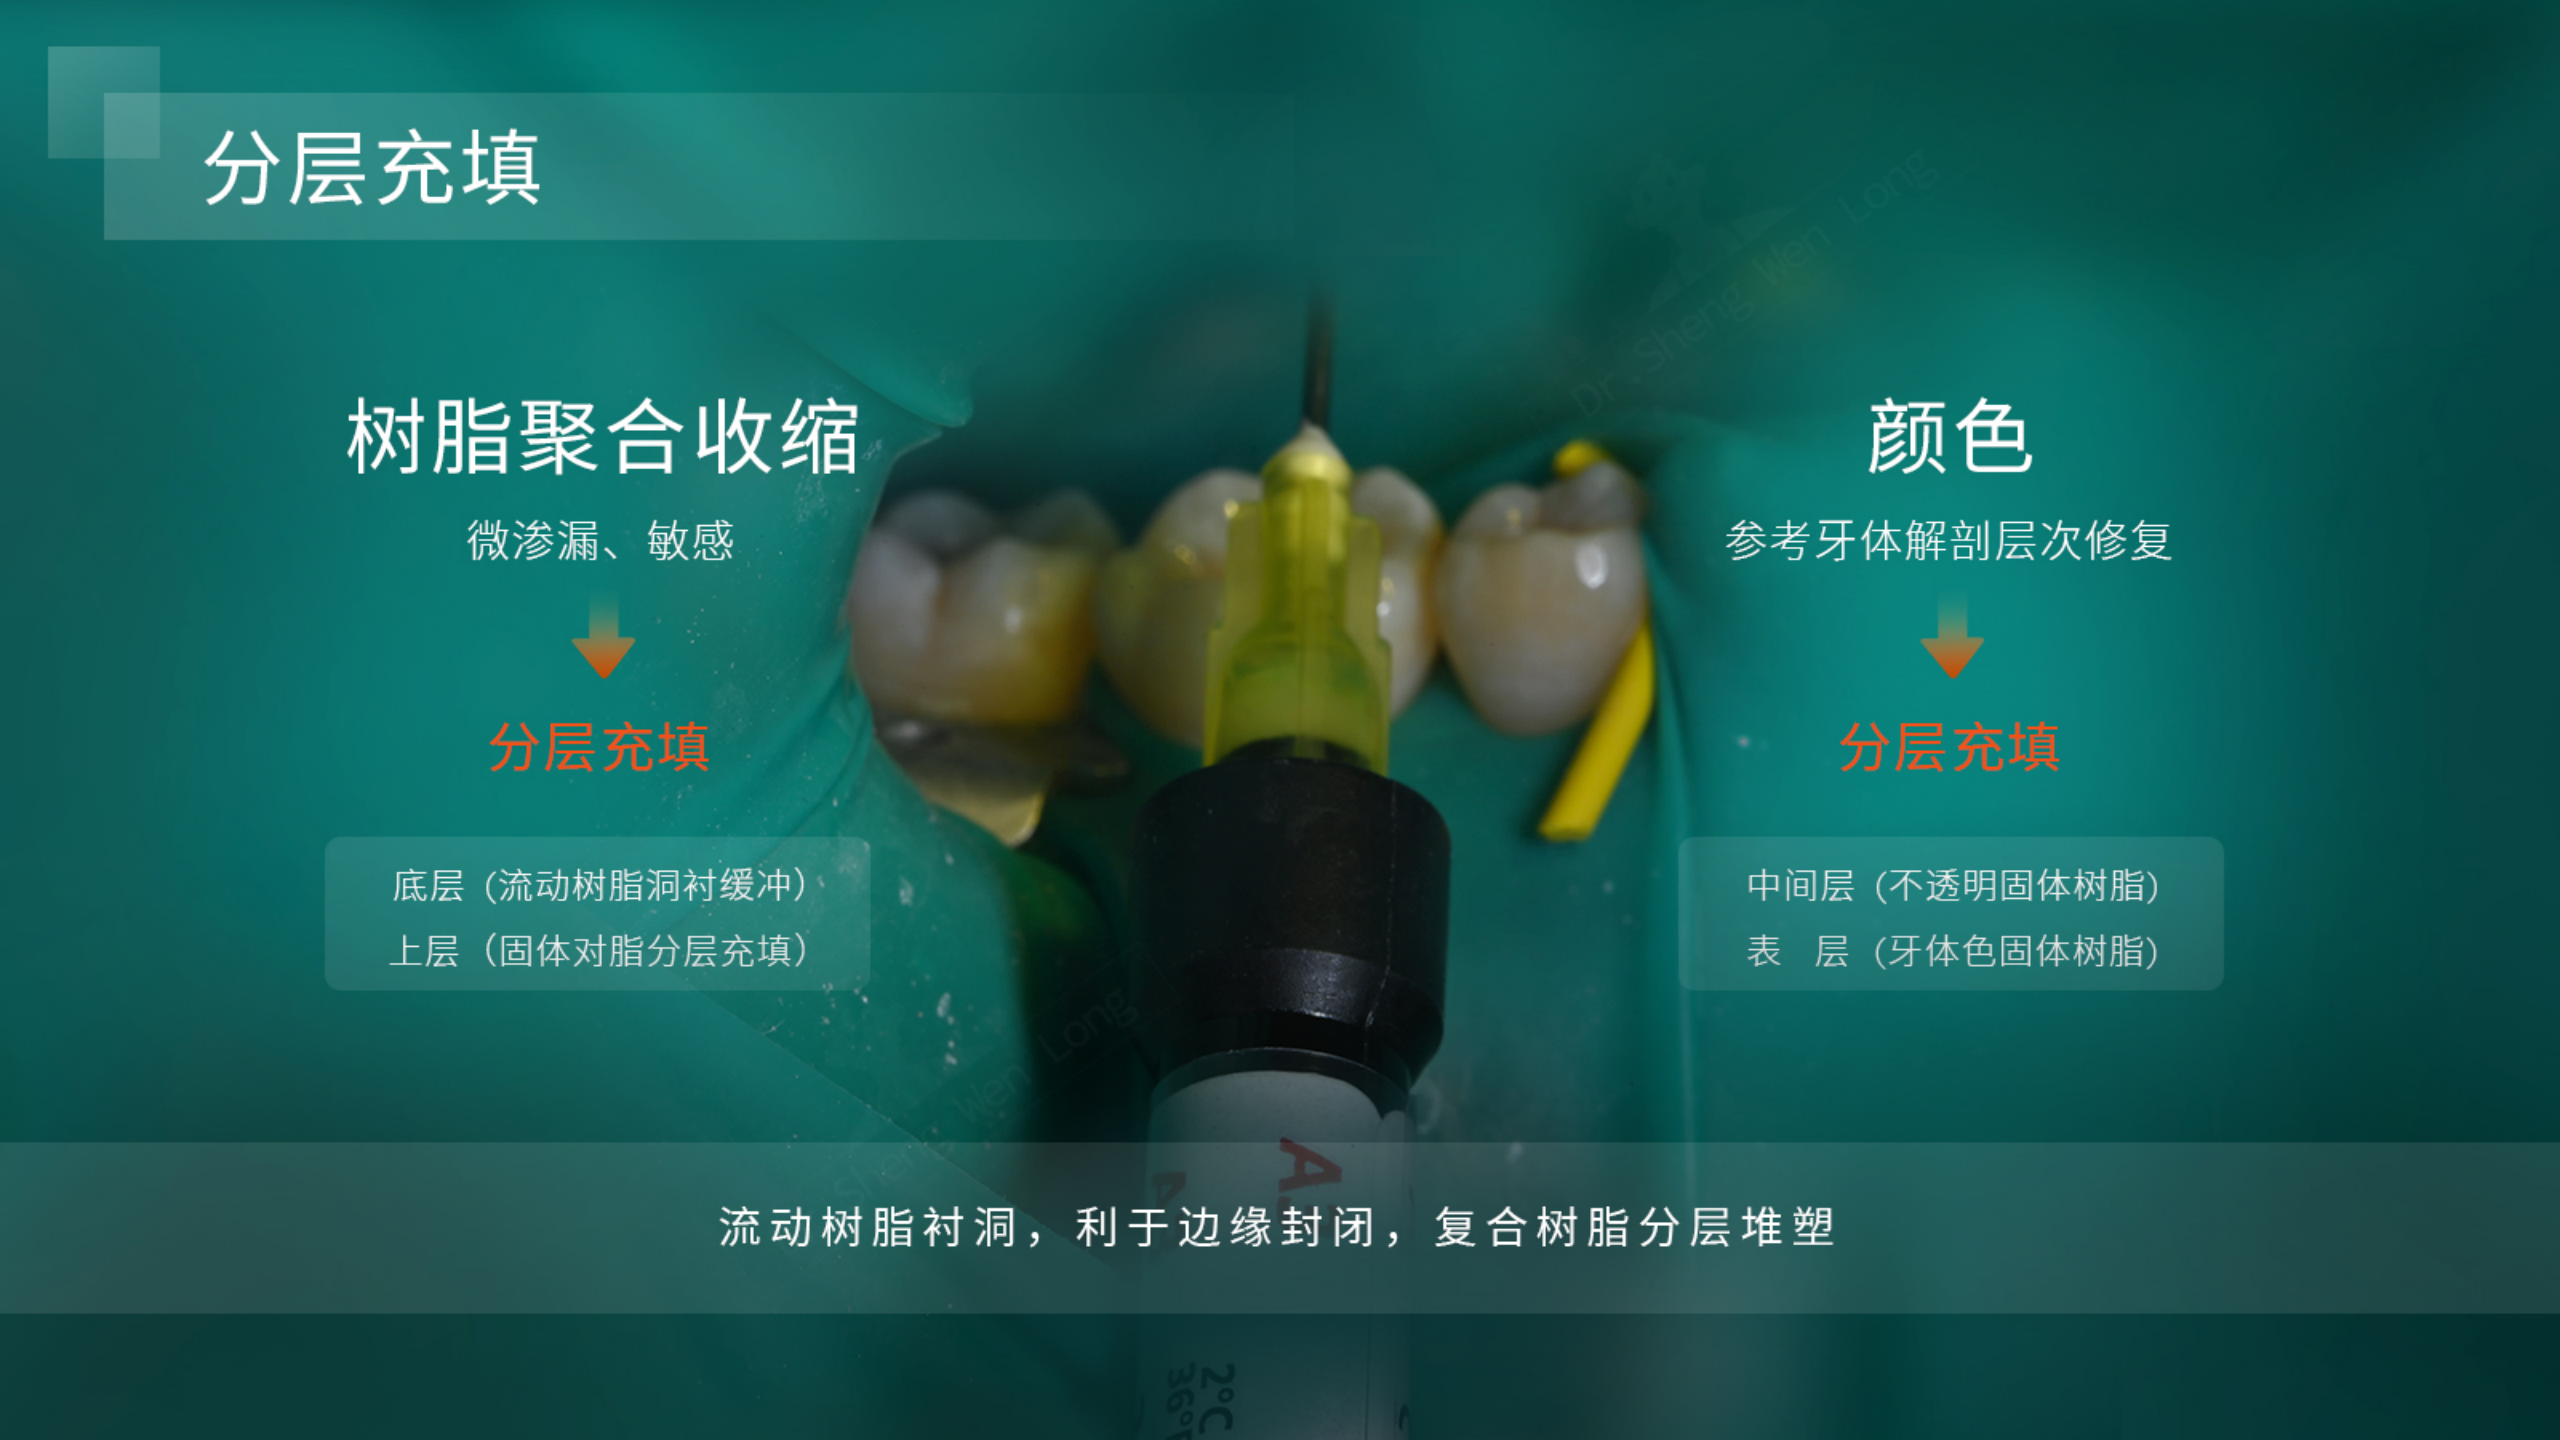 分层充填
树脂聚合收缩
微渗漏、敏感
分层充填
底层 (流动树脂洞衬缓冲）
上层（固体对脂分层充填）
颜色
参考牙体解剖层次修复
分层充填
中间层 (不透明固体树脂)
表 层 (牙体色固体树脂)
Dr. Sheng Wen Long
Sheng Wen Long
A
A
流动树脂衬洞，利于边缘封闭，复合树脂分层堆塑
2°C
36°